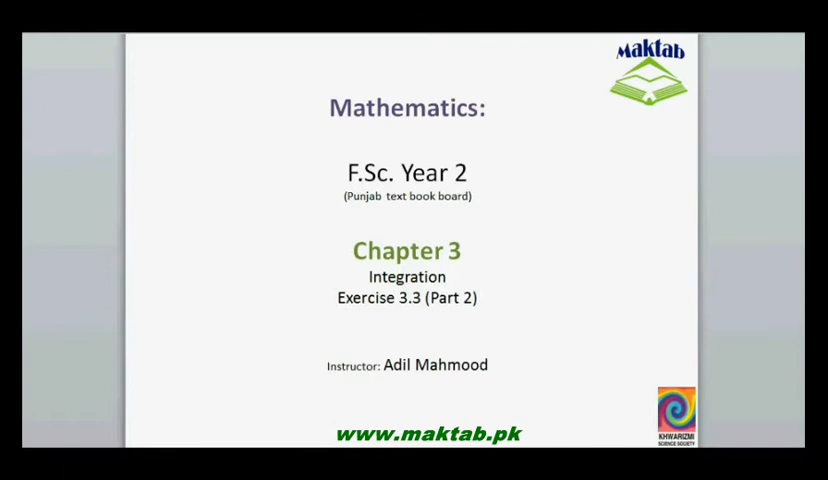 Maktab
Mathematics:
F.Sc. Year 2
(Punjab text book board)
Chapter 3
Integration
Exercise 3.3 (Part 2)
Instructor: Adil Mahmood
www.maktab.pk
KHWARIZMI
SCIENCE SOCIETY